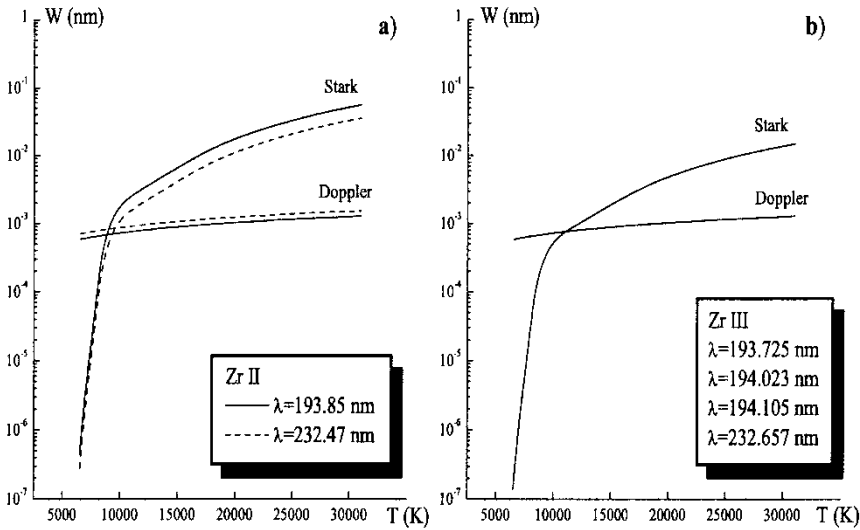 W (nm)
a)
1
10-1
10-2
10-3
10-4
10-5
10-6
10-7
Stark
Doppler
Zr II
λ=193.85 nm
λ=232.47 nm
5000 10000 15000 20000 25000 30000 T (K)
W (nm)
b)
1
10-1
10-2
10-3
10-4
10-5
10-6
10-7
Stark
Doppler
Zr III
λ=193.725 nm
λ=194.023 nm
λ=194.105 nm
λ=232.657 nm
5000 10000 15000 20000 25000 30000 T (K)